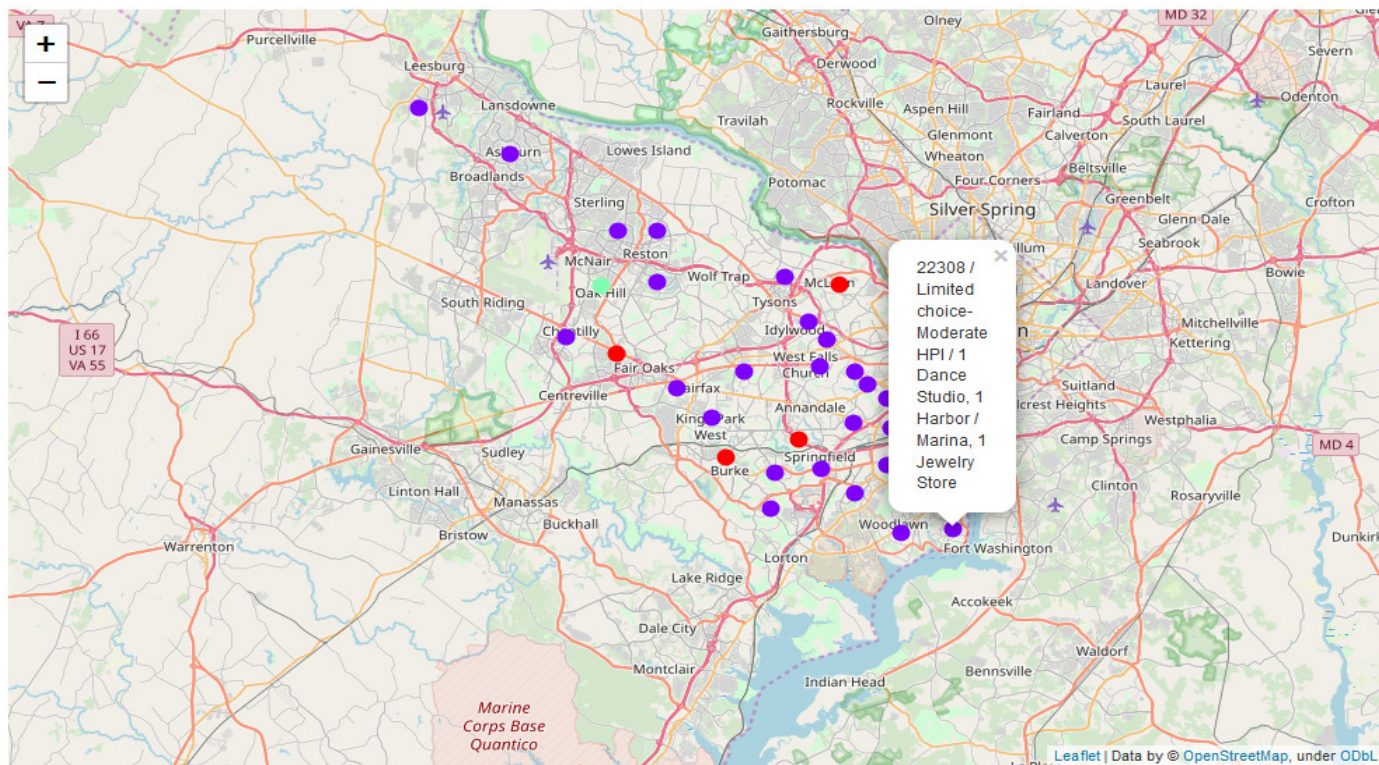 VA 7
MD 32
Olney
Gaithersburg
Severn
Purcellville
+
−
Leesburg
Derwood
Laurel
Lansdowne
Rockville
Aspen Hill
Fairland
Odenton
Travilah
Glenmont
Calverton
South Laurel
Ashburn
Lowes Island
Wheaton
Beltsville
Broadlands
Potomac
Four Corners
Greenbelt
Crofton
Sterling
Silver Spring
Glenn Dale
Seabrook
McNair
Reston
Wolf Trap
Bowie
Tysons
McLean
Landover
Oak Hill
South Riding
Mitchellville
Kettering
I 66
US 17
VA 55
Chantilly
Idylwood
West Falls
Church
Fair Oaks
Fairfax
Centreville
Suitland
Annandale
Hillcrest Heights
Westphalia
Kings Park
West
Camp Springs
MD 4
Gainesville
Sudley
Springfield
Burke
Linton Hall
Clinton
Rosaryville
Manassas
Buckhall
Woodlawn
Bristow
Warrenton
Lorton
Fort Washington
Lake Ridge
Accokeek
Dale City
Waldorf
Montclair
Bennsville
Indian Head
Marine
Corps Base
Quantico
×
22308 /
Limited
choice-
Moderate
HPI / 1
Dance
Studio, 1
Harbor /
Marina, 1
Jewelry
Store
Leaflet | Data by © OpenStreetMap, under ODbL